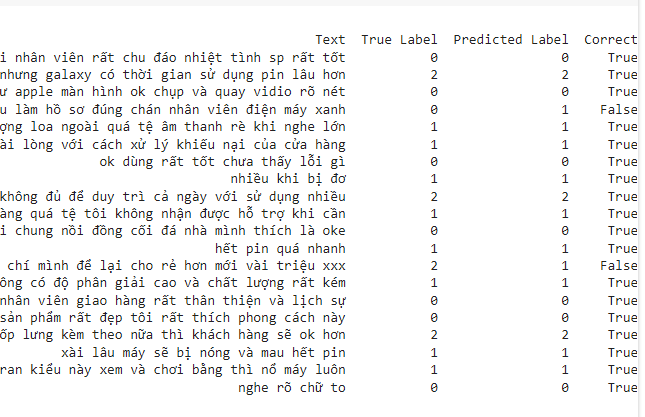 Text True Label Predicted Label Correct
i nhân viên rất chu đáo nhiệt tình sp rất tốt 0 0 True
nhưng galaxy có thời gian sử dụng pin lâu hơn 2 2 True
ư apple màn hình ok chụp và quay vidio rõ nét 0 0 True
u làm hồ sơ đúng chán nhân viên điện máy xanh 0 1 False
ợng loa ngoài quá tệ âm thanh rè khi nghe lớn 1 1 True
ài lòng với cách xử lý khiếu nại của cửa hàng 1 1 True
ok dùng rất tốt chưa thấy lỗi gì 0 0 True
nhiều khi bị đơ 1 1 True
không đủ để duy trì cả ngày với sử dụng nhiều 2 2 True
àng quá tệ tôi không nhận được hỗ trợ khi cần 1 1 True
i chung nồi đồng cối đá nhà mình thích là oke 0 0 True
hết pin quá nhanh 1 1 True
chí mình để lại cho rẻ hơn mới vài triệu xxx 2 1 False
ông có độ phân giải cao và chất lượng rất kém 1 1 True
nhân viên giao hàng rất thân thiện và lịch sự 0 0 True
sản phẩm rất đẹp tôi rất thích phong cách này 0 0 True
ốp lưng kèm theo nữa thì khách hàng sẽ ok hơn 2 2 True
xài lâu máy sẽ bị nóng và mau hết pin 1 1 True
ran kiểu này xem và chơi bằng thì nổ máy luôn 1 1 True
nghe rõ chữ to 0 0 True